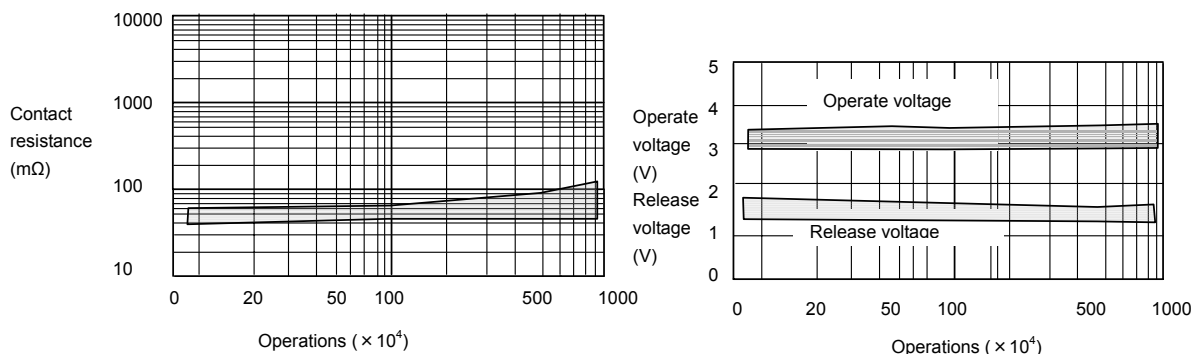 10000
1000
100
10
Contact
resistance
(mΩ)
0 20 50 100 500 1000
Operations (×10⁴)
5
4
3
2
1
0
Operate
voltage
(V)
Release
voltage
(V)
Operate voltage
Release voltage
0 20 50 100 500 1000
Operations (×10⁴)